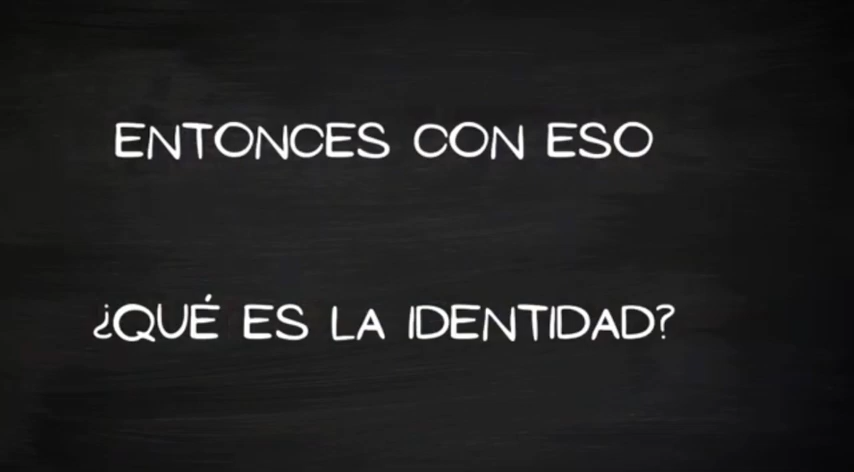 ENTONCES CON ESO
¿QUÉ ES LA IDENTIDAD?